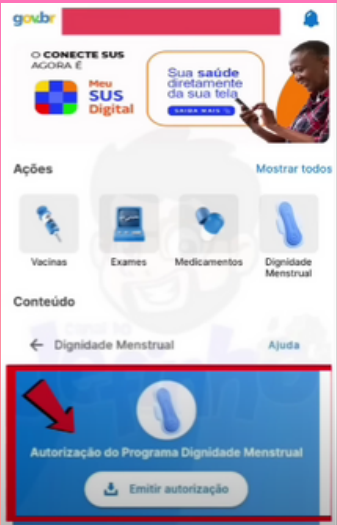 gov.br
O CONECTE SUS
AGORA É
Meu
SUS
Digital
Sua saúde
diretamente
da sua tela
SAIBA MAIS
Ações
Mostrar todos
Vacinas
Exames
Medicamentos
Dignidade
Menstrual
Conteúdo
Dignidade Menstrual
Ajuda
Autorização do Programa Dignidade Menstrual
Emitir autorização